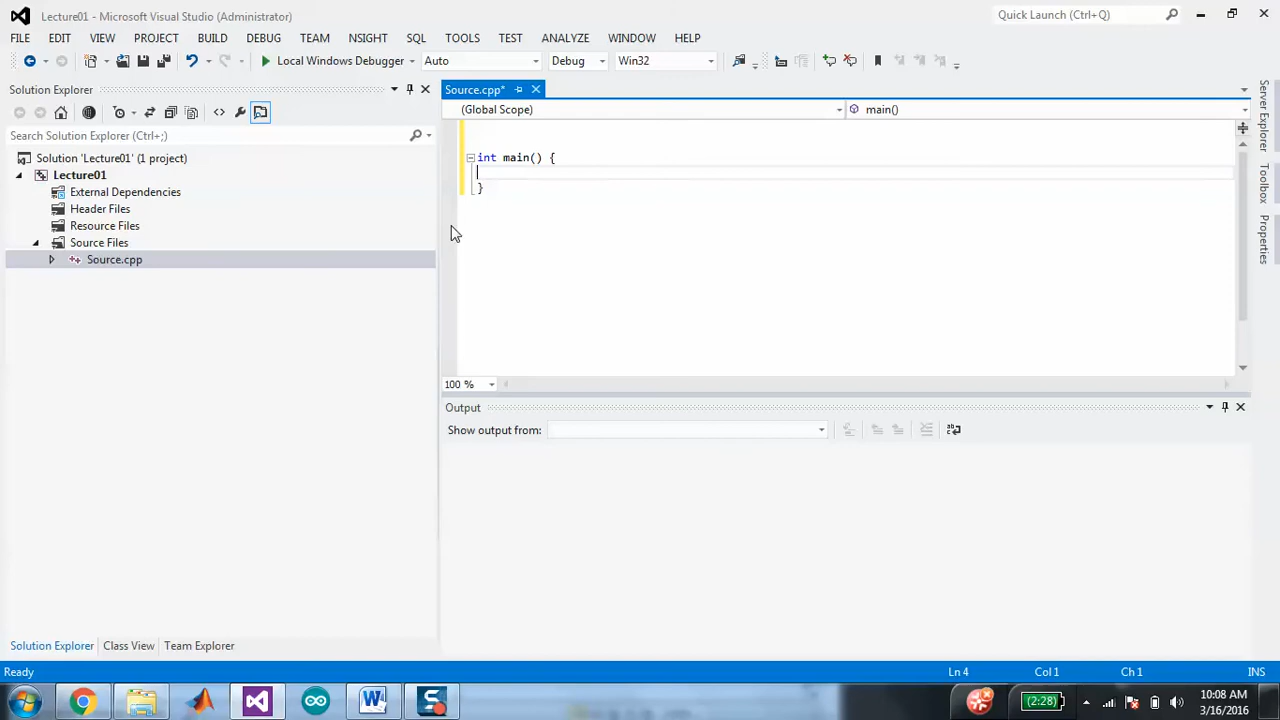 Lecture01 - Microsoft Visual Studio (Administrator)
Quick Launch (Ctrl+Q)
FILE EDIT VIEW PROJECT BUILD DEBUG TEAM NSIGHT SQL TOOLS TEST ANALYZE WINDOW HELP
Local Windows Debugger Auto Debug Win32
Solution Explorer
Source.cpp*
(Global Scope)
main()
Search Solution Explorer (Ctrl+;)
Solution 'Lecture01' (1 project)
Lecture01
External Dependencies
Header Files
Resource Files
Source Files
Source.cpp
int main() {
}
100 %
Output
Show output from:
Server Explorer
Toolbox
Properties
Solution Explorer Class View Team Explorer
Ready
Ln 4 Col 1 Ch 1 INS
(2:28)
10:08 AM
3/16/2016